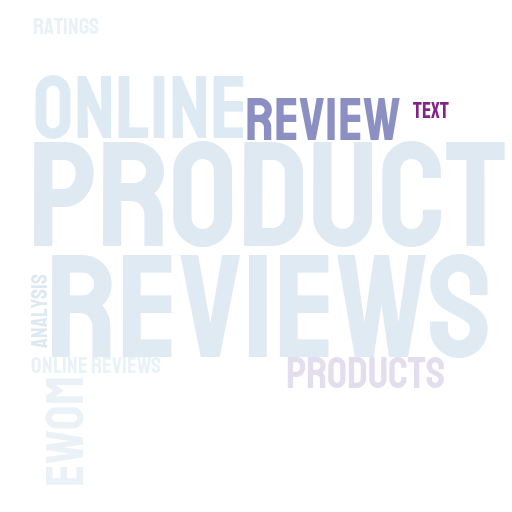 RATINGS
ONLINE REVIEW TEXT
PRODUCT
REVIEWS
ANALYSIS
ONLINE REVIEWS
PRODUCTS
EWOM